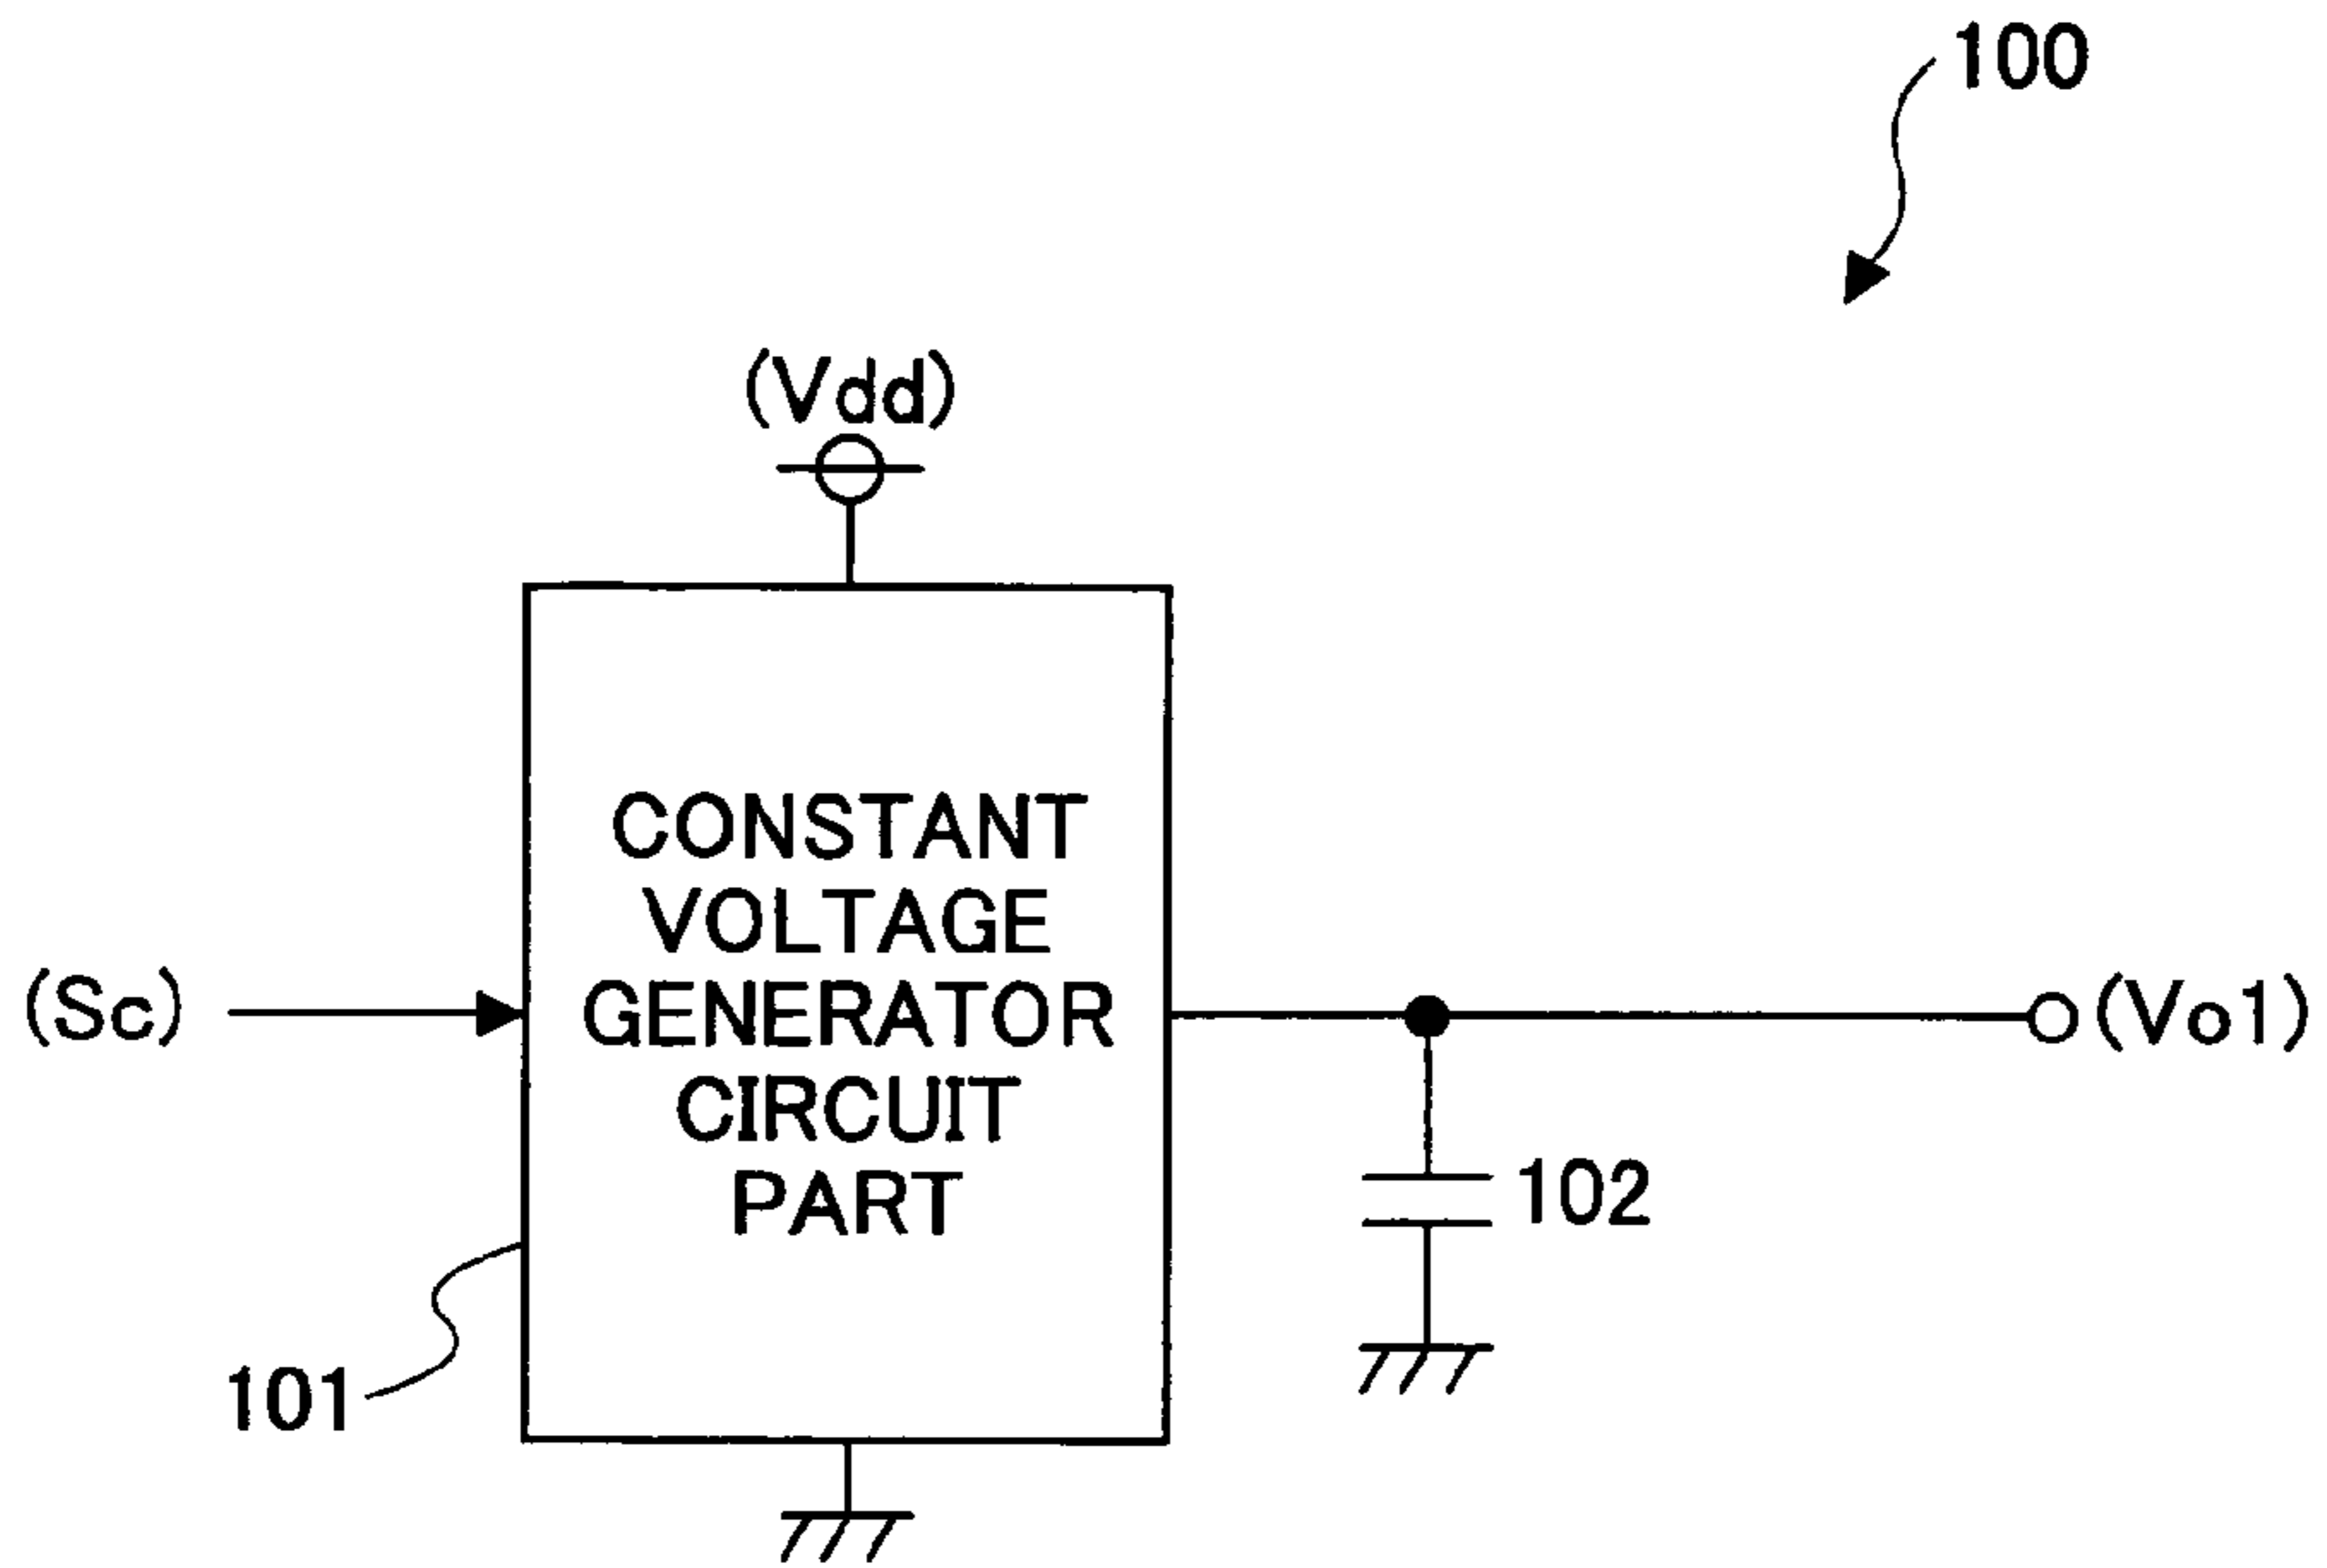 100
(Vdd)
CONSTANT
VOLTAGE
GENERATOR
CIRCUIT
PART
(Sc)
(Vo1)
102
101